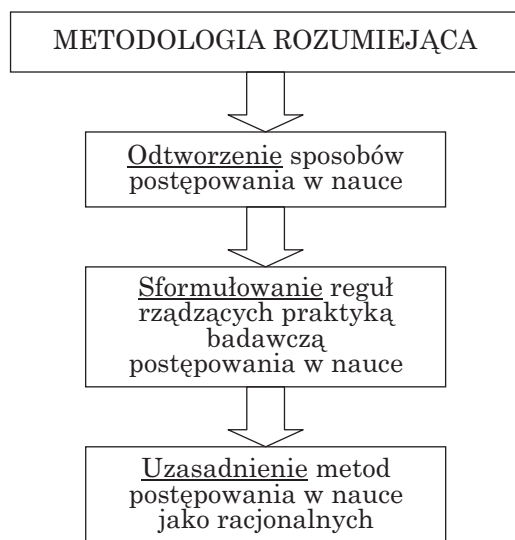 METODOLOGIA ROZUMIEJĄCA
Odtworzenie sposobów
postępowania w nauce
Sformułowanie reguł
rządzących praktyką
badawczą
postępowania w nauce
Uzasadnienie metod
postępowania w nauce
jako racjonalnych